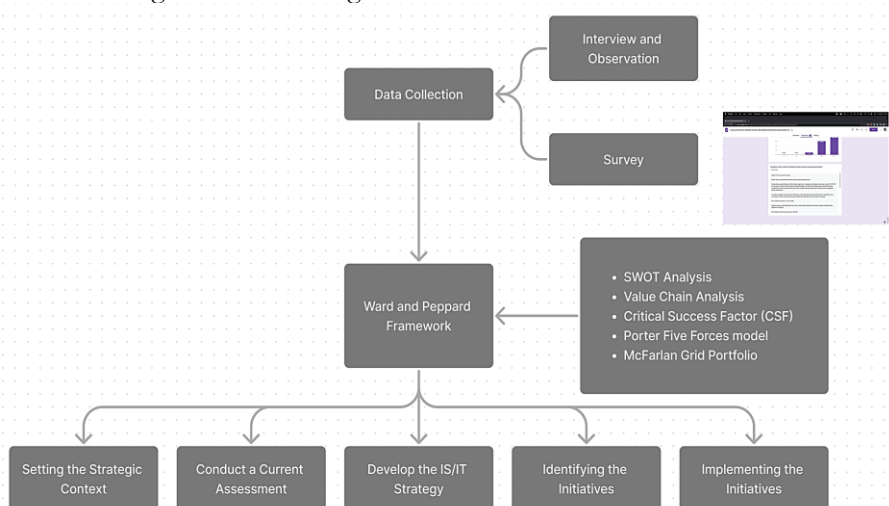 Interview and
Observation
Data Collection
Survey
• SWOT Analysis
• Value Chain Analysis
• Critical Success Factor (CSF)
• Porter Five Forces model
• McFarlan Grid Portfolio
Ward and Peppard
Framework
Setting the Strategic
Context
Conduct a Current
Assessment
Develop the IS/IT
Strategy
Identifying the
Initiatives
Implementing the
Initiatives